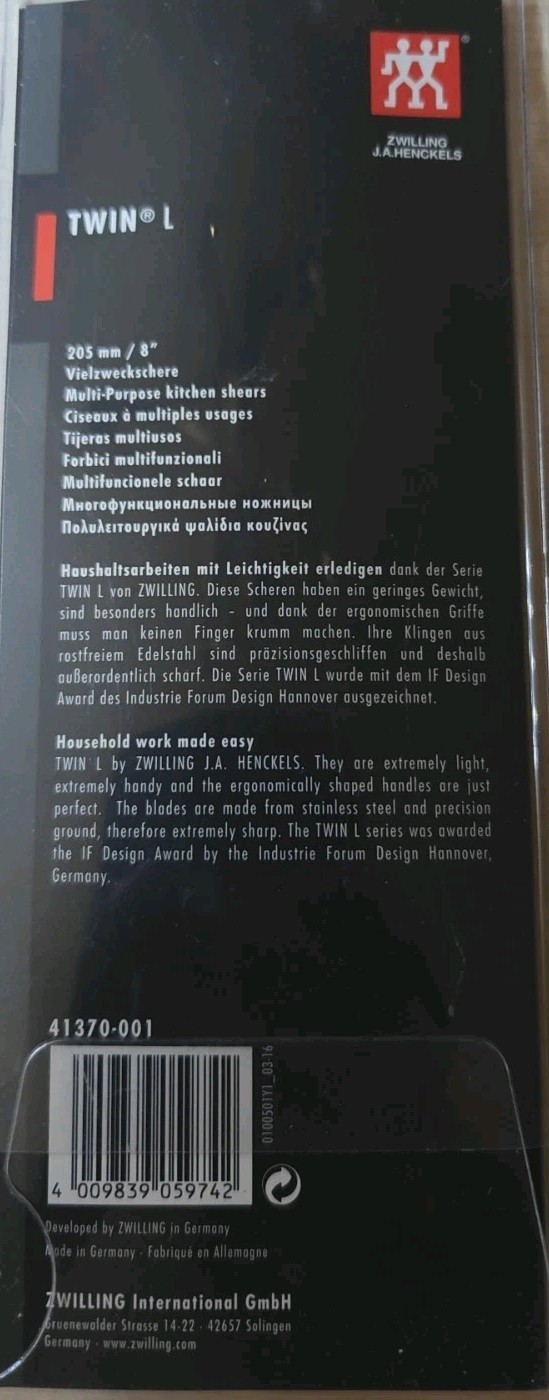 ZWILLING
J.A.HENCKELS
TWIN® L
205 mm / 8"
Vielzweckschere
Multi-Purpose kitchen shears
Ciseaux à multiples usages
Tijeras multiusos
Forbici multifunzionali
Multifuncionele schaar
Многофункциональные ножницы
Πολυλειτουργικά ψαλίδια κουζίνας
Haushaltsarbeiten mit Leichtigkeit erledigen dank der Serie
TWIN L von ZWILLING. Diese Scheren haben ein geringes Gewicht,
sind besonders handlich - und dank der ergonomischen Griffe
muss man keinen Finger krumm machen. Ihre Klingen aus
rostfreiem Edelstahl sind präzisionsgeschliffen und deshalb
außerordentlich scharf. Die Serie TWIN L wurde mit dem IF Design
Award des Industrie Forum Design Hannover ausgezeichnet.
Household work made easy
TWIN L by ZWILLING J.A. HENCKELS. They are extremely light,
extremely handy and the ergonomically shaped handles are just
perfect. The blades are made from stainless steel and precision
ground, therefore extremely sharp. The TWIN L series was awarded
the IF Design Award by the Industrie Forum Design Hannover,
Germany.
41370-001
0100501Y1_03-16
4 009839 059742
Developed by ZWILLING in Germany
Made in Germany · Fabriqué en Allemagne
ZWILLING International GmbH
Gruenewalder Strasse 14-22 · 42657 Solingen
Germany · www.zwilling.com